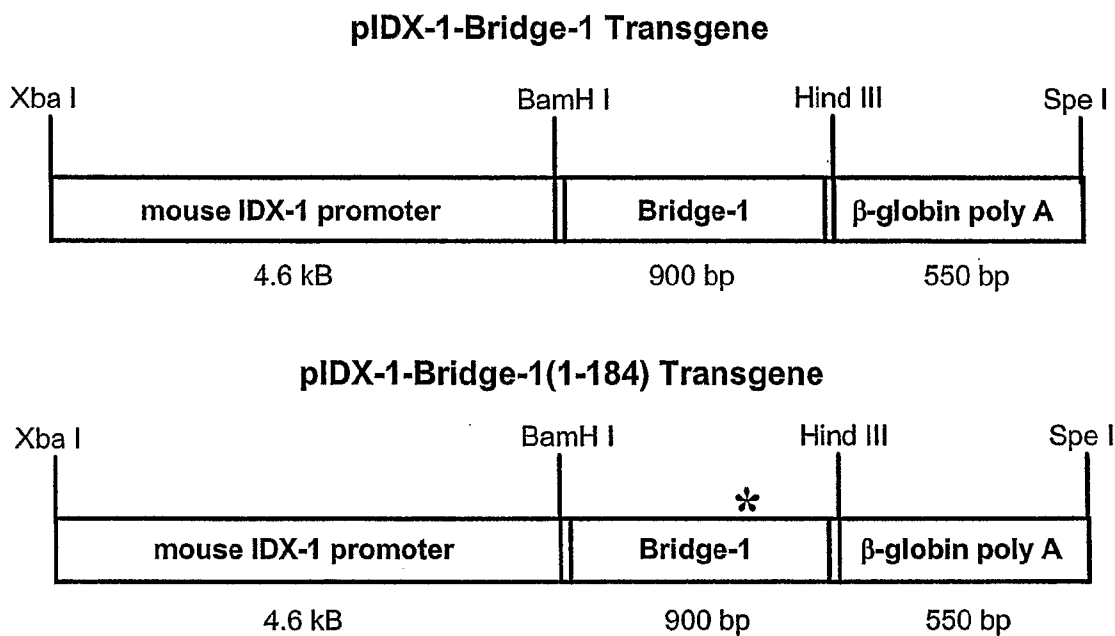 pIDX-1-Bridge-1 Transgene
Xba I BamH I Hind III Spe I
mouse IDX-1 promoter Bridge-1 β-globin poly A
4.6 kB 900 bp 550 bp
pIDX-1-Bridge-1(1-184) Transgene
Xba I BamH I Hind III Spe I
*
mouse IDX-1 promoter Bridge-1 β-globin poly A
4.6 kB 900 bp 550 bp